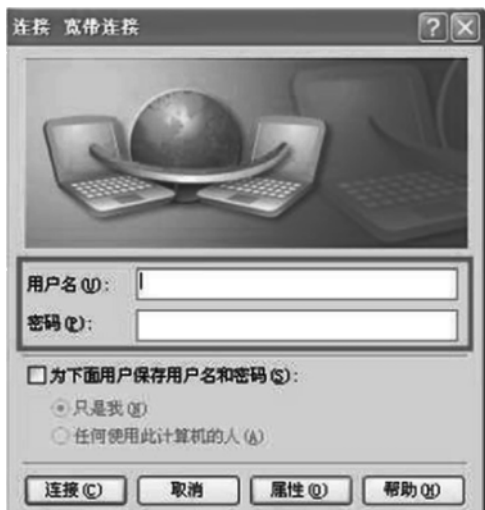 连接 宽带连接
用户名(U):
密码(P):
为下面用户保存用户名和密码(S):
只是我(N)
任何使用此计算机的人(A)
连接(C) 取消 属性(O) 帮助(H)